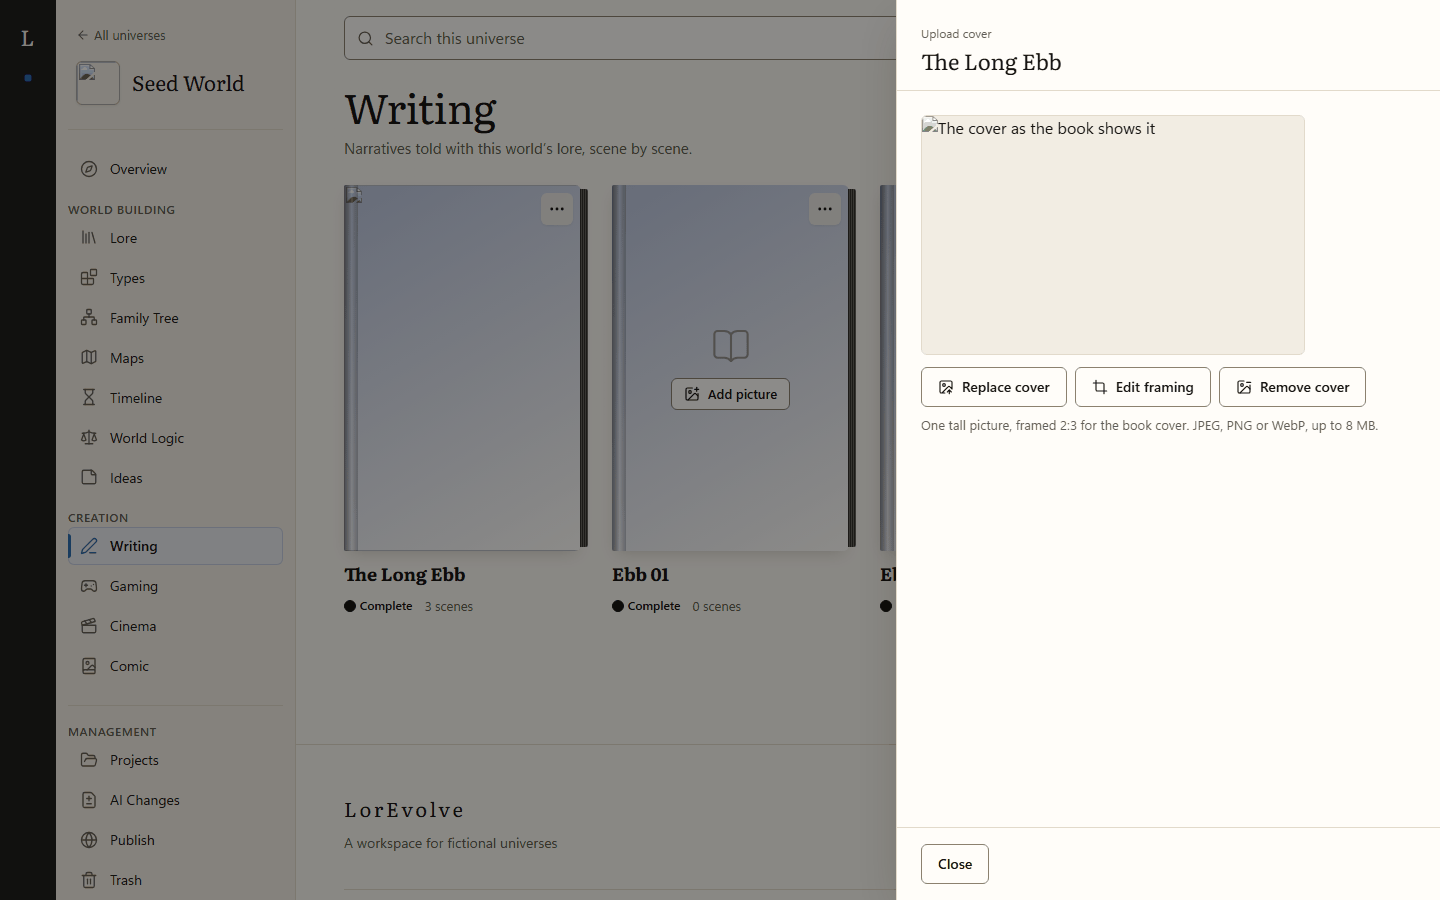 L
All universes
Seed World
Overview
WORLD BUILDING
Lore
Types
Family Tree
Maps
Timeline
World Logic
Ideas
CREATION
Writing
Gaming
Cinema
Comic
MANAGEMENT
Projects
AI Changes
Publish
Trash
Search this universe
Writing
Narratives told with this world's lore, scene by scene.
Add picture
The Long Ebb
Complete 3 scenes
Ebb 01
Complete 0 scenes
LorEvolve
A workspace for fictional universes
Upload cover
The Long Ebb
The cover as the book shows it
Replace cover
Edit framing
Remove cover
One tall picture, framed 2:3 for the book cover. JPEG, PNG or WebP, up to 8 MB.
Close